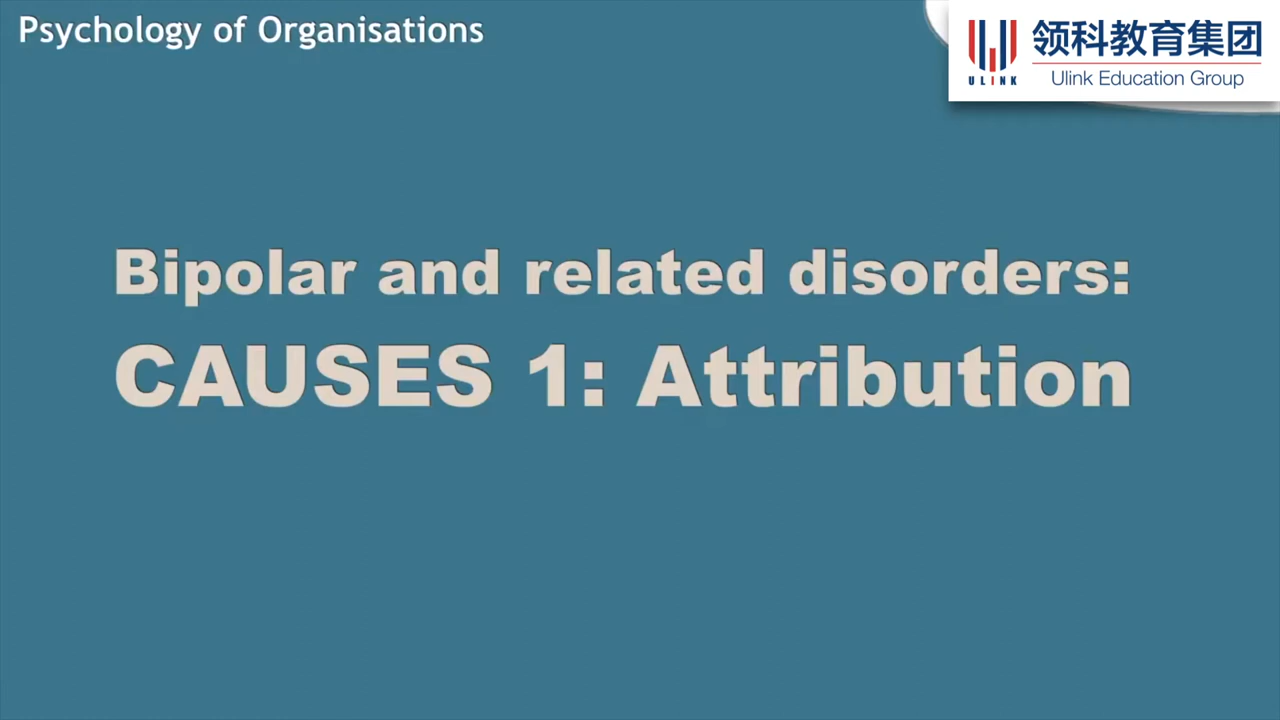 Psychology of Organisations
ULINK
领科教育集团
Ulink Education Group
Bipolar and related disorders:
CAUSES 1: Attribution